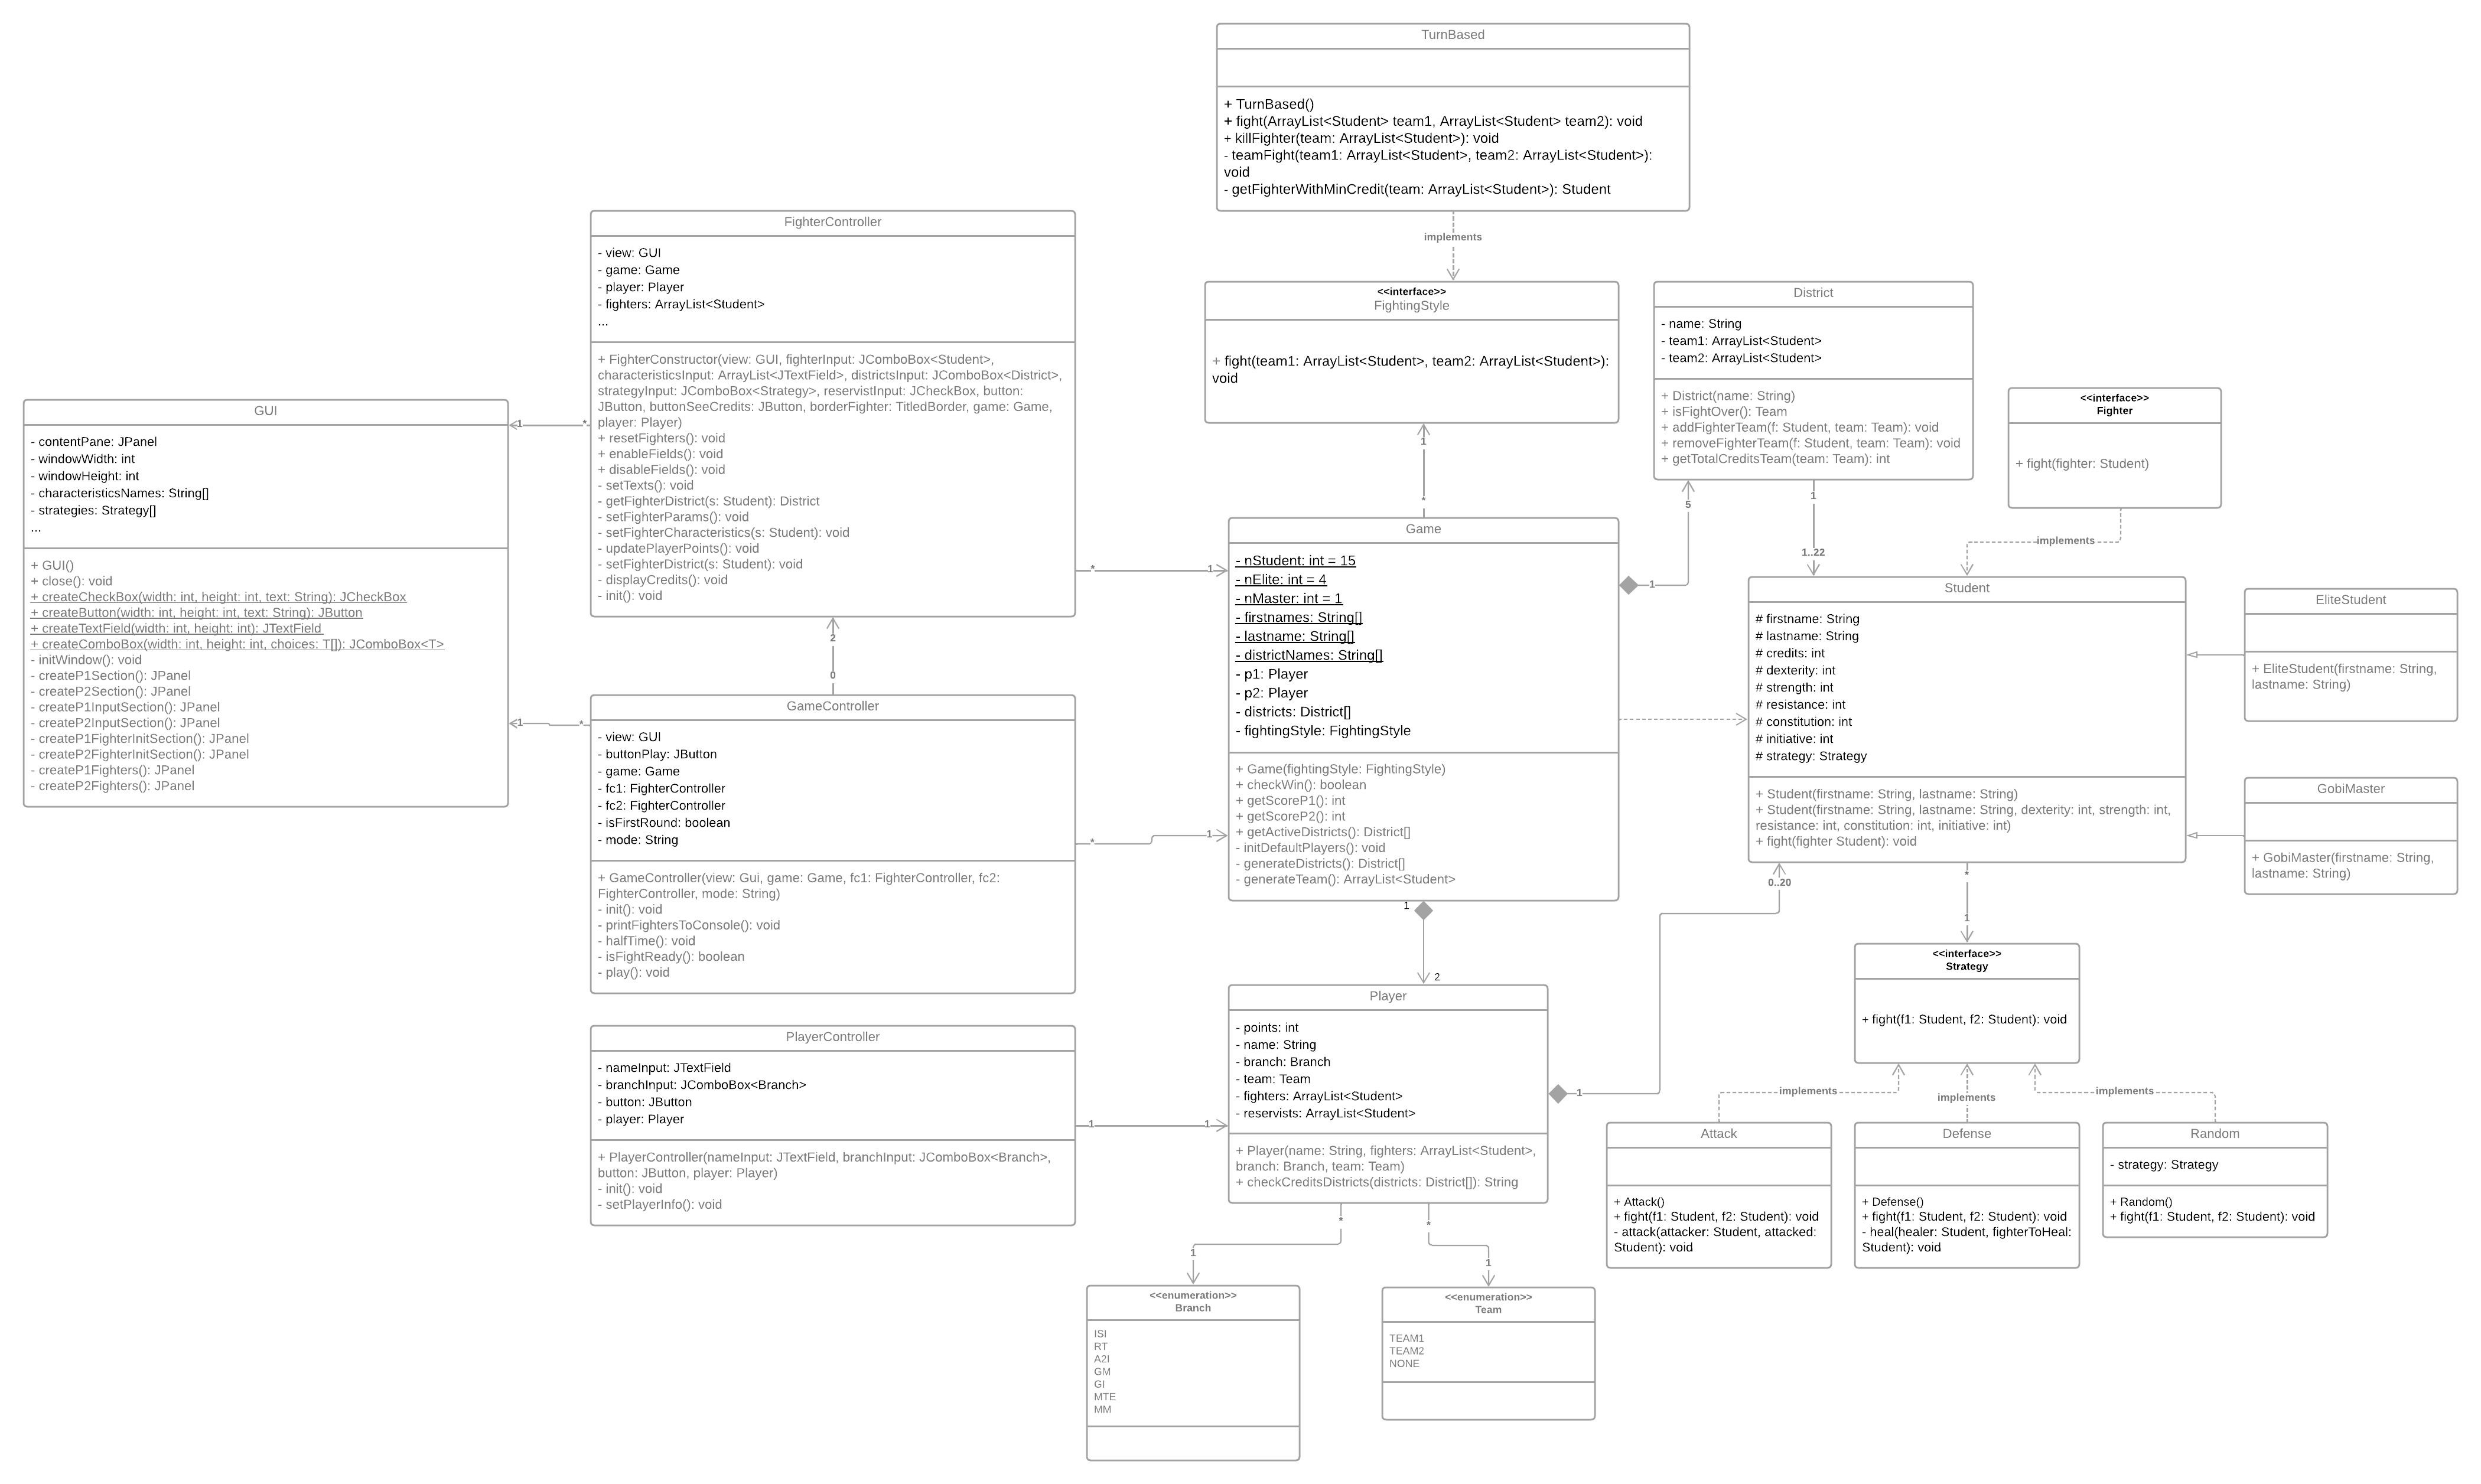 TurnBased
+ TurnBased()
+ fight(ArrayList<Student> team1, ArrayList<Student> team2): void
+ killFighter(team: ArrayList<Student>): void
- teamFight(team1: ArrayList<Student>, team2: ArrayList<Student>):
void
- getFighterWithMinCredit(team: ArrayList<Student>): Student
implements
<<interface>>
FightingStyle
+ fight(team1: ArrayList<Student>, team2: ArrayList<Student>):
void
1
*
District
- name: String
- team1: ArrayList<Student>
- team2: ArrayList<Student>
+ District(name: String)
+ isFightOver(): Team
+ addFighterTeam(f: Student, team: Team): void
+ removeFighterTeam(f: Student, team: Team): void
+ getTotalCreditsTeam(team: Team): int
5
1
1
1..22
<<interface>>
Fighter
+ fight(fighter: Student)
implements
FighterController
- view: GUI
- game: Game
- player: Player
- fighters: ArrayList<Student>
...
+ FighterConstructor(view: GUI, fighterInput: JComboBox<Student>,
characteristicsInput: ArrayList<JTextField>, districtsInput: JComboBox<District>,
strategyInput: JComboBox<Strategy>, reservistInput: JCheckBox, button:
JButton, buttonSeeCredits: JButton, borderFighter: TitledBorder, game: Game,
player: Player)
+ resetFighters(): void
+ enableFields(): void
+ disableFields(): void
- setTexts(): void
- getFighterDistrict(s: Student): District
- setFighterParams(): void
- setFighterCharacteristics(s: Student): void
- updatePlayerPoints(): void
- setFighterDistrict(s: Student): void
- displayCredits(): void
- init(): void
1
*
*
1
2
0
GUI
- contentPane: JPanel
- windowWidth: int
- windowHeight: int
- characteristicsNames: String[]
- strategies: Strategy[]
...
+ GUI()
+ close(): void
+ createCheckBox(width: int, height: int, text: String): JCheckBox
+ createButton(width: int, height: int, text: String): JButton
+ createTextField(width: int, height: int): JTextField
+ createComboBox(width: int, height: int, choices: T[]): JComboBox<T>
- initWindow(): void
- createP1Section(): JPanel
- createP2Section(): JPanel
- createP1InputSection(): JPanel
- createP2InputSection(): JPanel
- createP1FighterInitSection(): JPanel
- createP2FighterInitSection(): JPanel
- createP1Fighters(): JPanel
- createP2Fighters(): JPanel
1
*
GameController
- view: GUI
- buttonPlay: JButton
- game: Game
- fc1: FighterController
- fc2: FighterController
- isFirstRound: boolean
- mode: String
+ GameController(view: Gui, game: Game, fc1: FighterController, fc2:
FighterController, mode: String)
- init(): void
- printFightersToConsole(): void
- halfTime(): void
- isFightReady(): boolean
- play(): void
*
1
Game
- nStudent: int = 15
- nElite: int = 4
- nMaster: int = 1
- firstnames: String[]
- lastname: String[]
- districtNames: String[]
- p1: Player
- p2: Player
- districts: District[]
- fightingStyle: FightingStyle
+ Game(fightingStyle: FightingStyle)
+ checkWin(): boolean
+ getScoreP1(): int
+ getScoreP2(): int
+ getActiveDistricts(): District[]
- initDefaultPlayers(): void
- generateDistricts(): District[]
- generateTeam(): ArrayList<Student>
1
2
Student
# firstname: String
# lastname: String
# credits: int
# dexterity: int
# strength: int
# resistance: int
# constitution: int
# initiative: int
# strategy: Strategy
+ Student(firstname: String, lastname: String)
+ Student(firstname: String, lastname: String, dexterity: int, strength: int,
resistance: int, constitution: int, initiative: int)
+ fight(fighter Student): void
0..20
1
*
1
EliteStudent
+ EliteStudent(firstname: String,
lastname: String)
GobiMaster
+ GobiMaster(firstname: String,
lastname: String)
PlayerController
- nameInput: JTextField
- branchInput: JComboBox<Branch>
- button: JButton
- player: Player
+ PlayerController(nameInput: JTextField, branchInput: JComboBox<Branch>,
button: JButton, player: Player)
- init(): void
- setPlayerInfo(): void
1
1
Player
- points: int
- name: String
- branch: Branch
- team: Team
- fighters: ArrayList<Student>
- reservists: ArrayList<Student>
+ Player(name: String, fighters: ArrayList<Student>,
branch: Branch, team: Team)
+ checkCreditsDistricts(districts: District[]): String
*
*
1
1
<<interface>>
Strategy
+ fight(f1: Student, f2: Student): void
implements
implements
implements
Attack
+ Attack()
+ fight(f1: Student, f2: Student): void
- attack(attacker: Student, attacked:
Student): void
Defense
+ Defense()
+ fight(f1: Student, f2: Student): void
- heal(healer: Student, fighterToHeal:
Student): void
Random
- strategy: Strategy
+ Random()
+ fight(f1: Student, f2: Student): void
<<enumeration>>
Branch
ISI
RT
A2I
GM
GI
MTE
MM
<<enumeration>>
Team
TEAM1
TEAM2
NONE